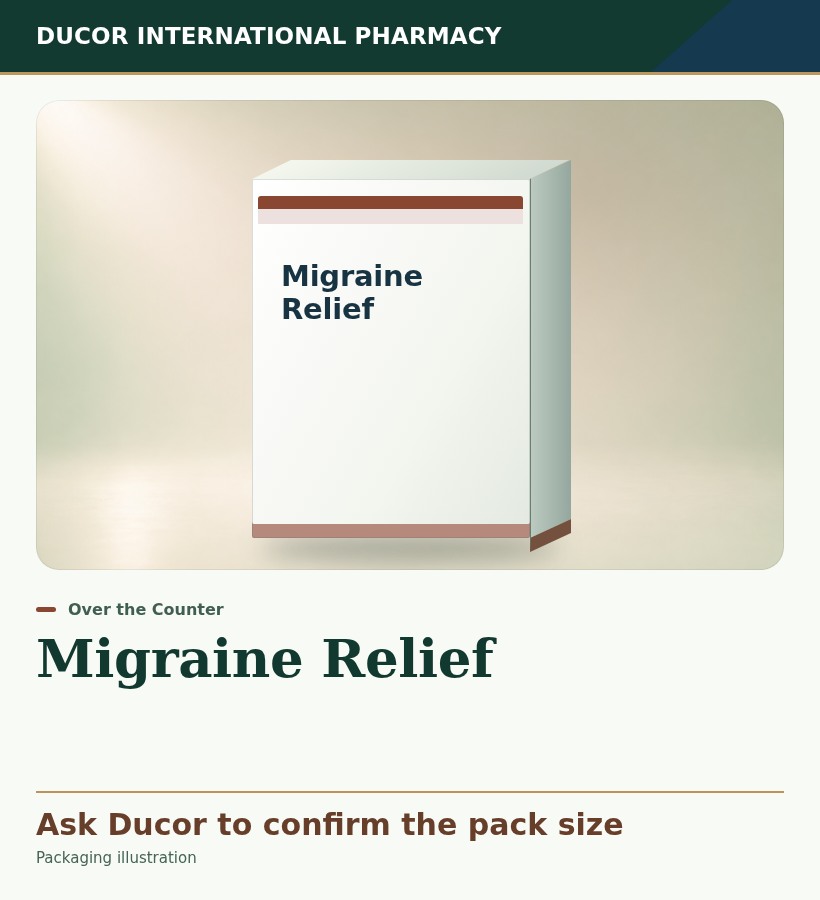 DUCOR INTERNATIONAL PHARMACY
Migraine
Relief
Over the Counter
Migraine Relief
Ask Ducor to confirm the pack size
Packaging illustration